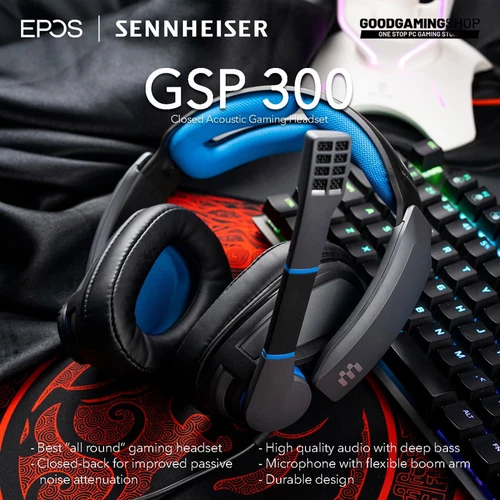 EPOS | SENNHEISER
GOODGAMINGSHOP
ONE STOP PC GAMING STORE
GSP 300
Closed Acoustic Gaming Headset
- Best "all round" gaming headset
- Closed-back for improved passive
noise attenuation
- High quality audio with deep bass
- Microphone with flexible boom arm
- Durable design
ALT